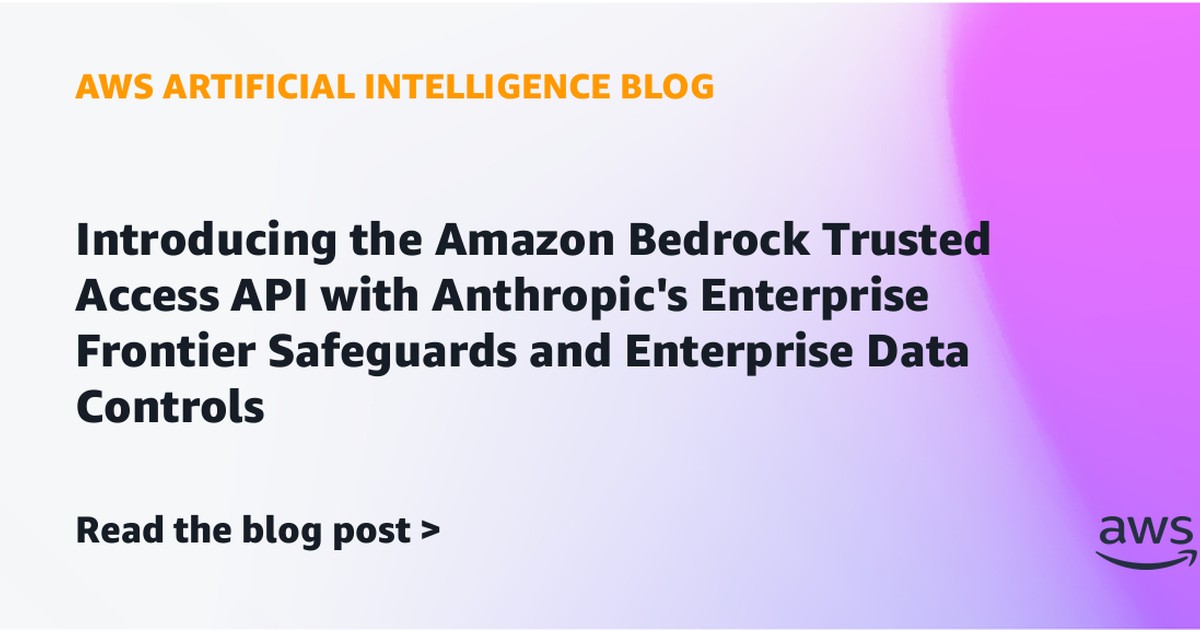 AWS ARTIFICIAL INTELLIGENCE BLOG
Introducing the Amazon Bedrock Trusted
Access API with Anthropic's Enterprise
Frontier Safeguards and Enterprise Data
Controls
Read the blog post >
aws